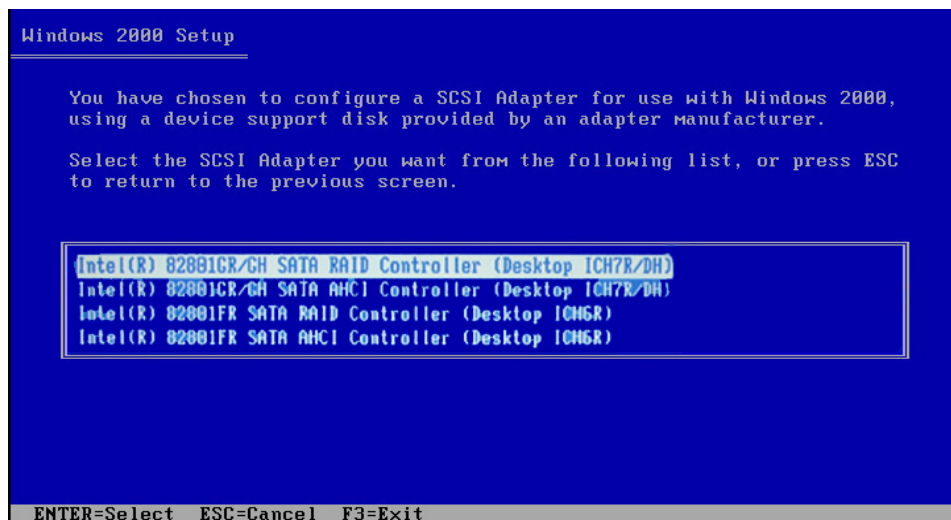 Windows 2000 Setup
You have chosen to configure a SCSI Adapter for use with Windows 2000,
using a device support disk provided by an adapter manufacturer.
Select the SCSI Adapter you want from the following list, or press ESC
to return to the previous screen.
Intel(R) 82801GR/GH SATA RAID Controller (Desktop ICH7R/DH)
Intel(R) 82801GR/GH SATA AHCI Controller (Desktop ICH7R/DH)
Intel(R) 82801FR SATA RAID Controller (Desktop ICH6R)
Intel(R) 82801FR SATA AHCI Controller (Desktop ICH6R)
ENTER=Select ESC=Cancel F3=Exit